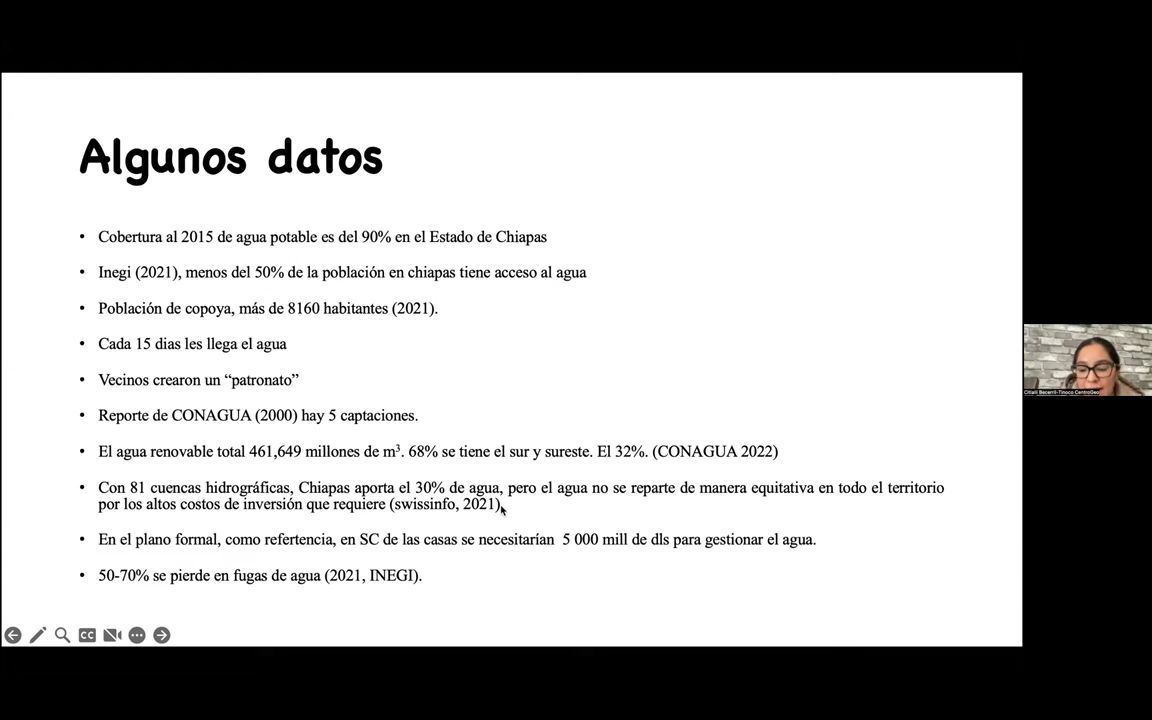 Algunos datos
• Cobertura al 2015 de agua potable es del 90% en el Estado de Chiapas
• Inegi (2021), menos del 50% de la población en chiapas tiene acceso al agua
• Población de copoya, más de 8160 habitantes (2021).
• Cada 15 dias les llega el agua
• Vecinos crearon un “patronato”
• Reporte de CONAGUA (2000) hay 5 captaciones.
• El agua renovable total 461,649 millones de m³. 68% se tiene el sur y sureste. El 32%. (CONAGUA 2022)
• Con 81 cuencas hidrográficas, Chiapas aporta el 30% de agua, pero el agua no se reparte de manera equitativa en todo el territorio
por los altos costos de inversión que requiere (swissinfo, 2021).
• En el plano formal, como refertencia, en SC de las casas se necesitarían 5 000 mill de dls para gestionar el agua.
• 50-70% se pierde en fugas de agua (2021, INEGI).
CC
Citlalli Becerril-Tinoco CentroGeo